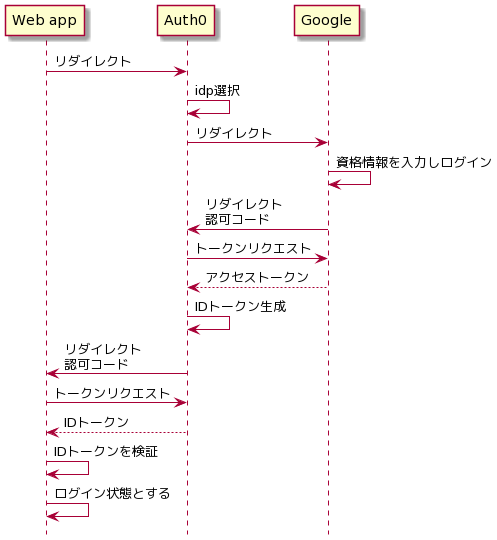 Web app
Auth0
Google
リダイレクト
idp選択
リダイレクト
資格情報を入力しログイン
リダイレクト
認可コード
トークンリクエスト
アクセストークン
IDトークン生成
リダイレクト
認可コード
トークンリクエスト
IDトークン
IDトークンを検証
ログイン状態とする